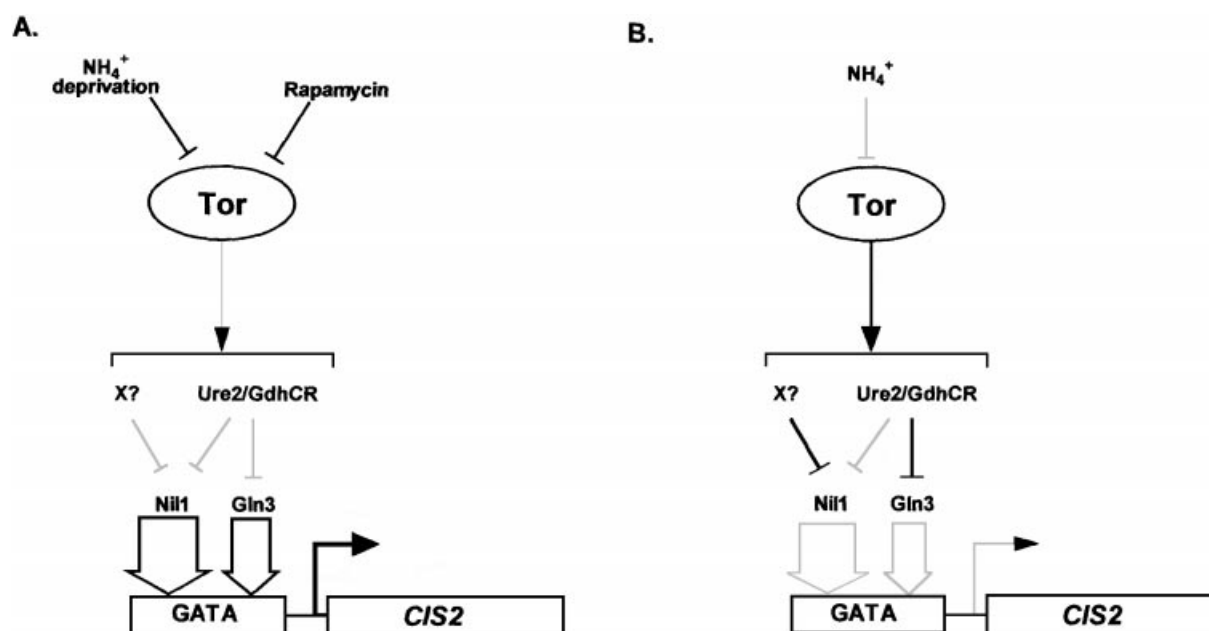 A.
NH4+
deprivation
Rapamycin
Tor
X?
Ure2/GdhCR
Nil1
Gln3
GATA
CIS2
B.
NH4+
Tor
X?
Ure2/GdhCR
Nil1
Gln3
GATA
CIS2